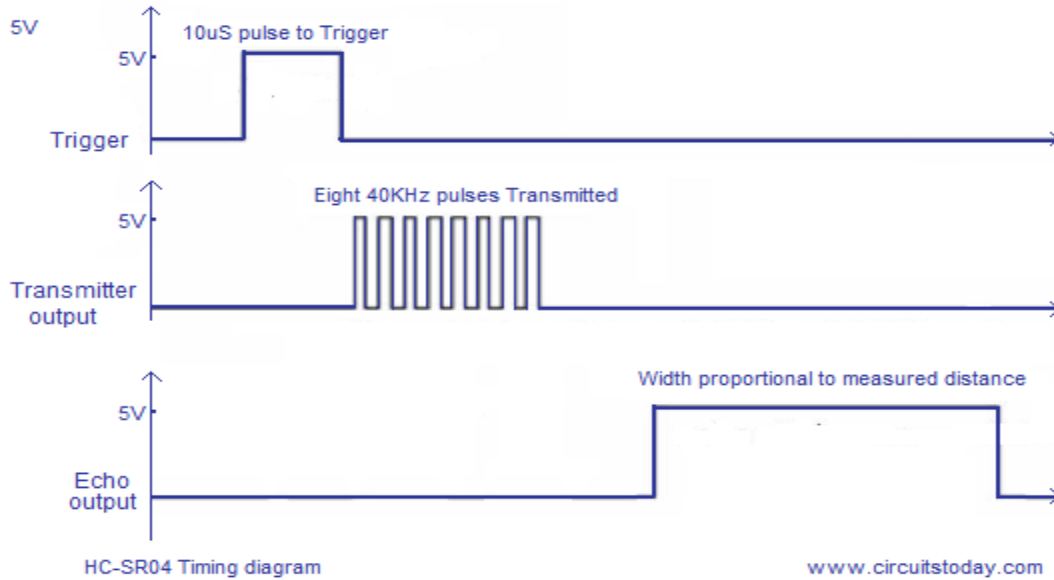 5V
10uS pulse to Trigger
5V
Trigger
Eight 40KHz pulses Transmitted
5V
Transmitter
output
Width proportional to measured distance
5V
Echo
output
HC-SR04 Timing diagram
www.circuitstoday.com